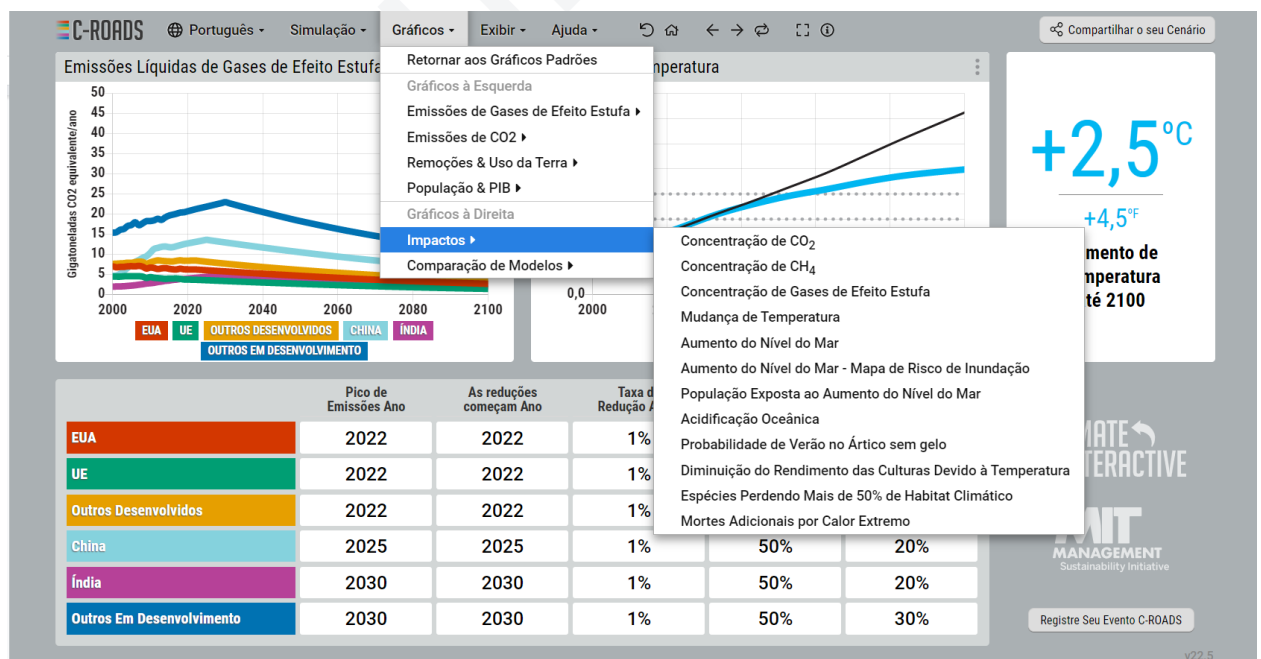 C-ROADS
Português
Simulação
Gráficos
Exibir
Ajuda
Compartilhar o seu Cenário
Retornar aos Gráficos Padrões
Gráficos à Esquerda
Emissões de Gases de Efeito Estufa
Emissões de CO2
Remoções & Uso da Terra
População & PIB
Gráficos à Direita
Impactos
Comparação de Modelos
Concentração de CO₂
Concentração de CH₄
Concentração de Gases de Efeito Estufa
Mudança de Temperatura
Aumento do Nível do Mar
Aumento do Nível do Mar - Mapa de Risco de Inundação
População Exposta ao Aumento do Nível do Mar
Acidificação Oceânica
Probabilidade de Verão no Ártico sem gelo
Diminuição do Rendimento das Culturas Devido à Temperatura
Espécies Perdendo Mais de 50% de Habitat Climático
Mortes Adicionais por Calor Extremo
Emissões Líquidas de Gases de Efeito Estufa
Gigatoneladas CO2 equivalente/ano
50
45
40
35
30
25
20
15
10
5
0
2000 2020 2040 2060 2080 2100
EUA UE OUTROS DESENVOLVIDOS CHINA ÍNDIA
OUTROS EM DESENVOLVIMENTO
mperatura
0,0
2000
+2,5°C
+4,5°F
mento de
mperatura
té 2100
Pico de Emissões Ano
As reduções começam Ano
Taxa d
Redução A
EUA 2022 2022 1%
UE 2022 2022 1%
Outros Desenvolvidos 2022 2022 1%
China 2025 2025 1% 50% 20%
Índia 2030 2030 1% 50% 20%
Outros Em Desenvolvimento 2030 2030 1% 50% 30%
MATE
TERACTIVE
MIT
MANAGEMENT
Sustainability Initiative
Registre Seu Evento C-ROADS
v22.5